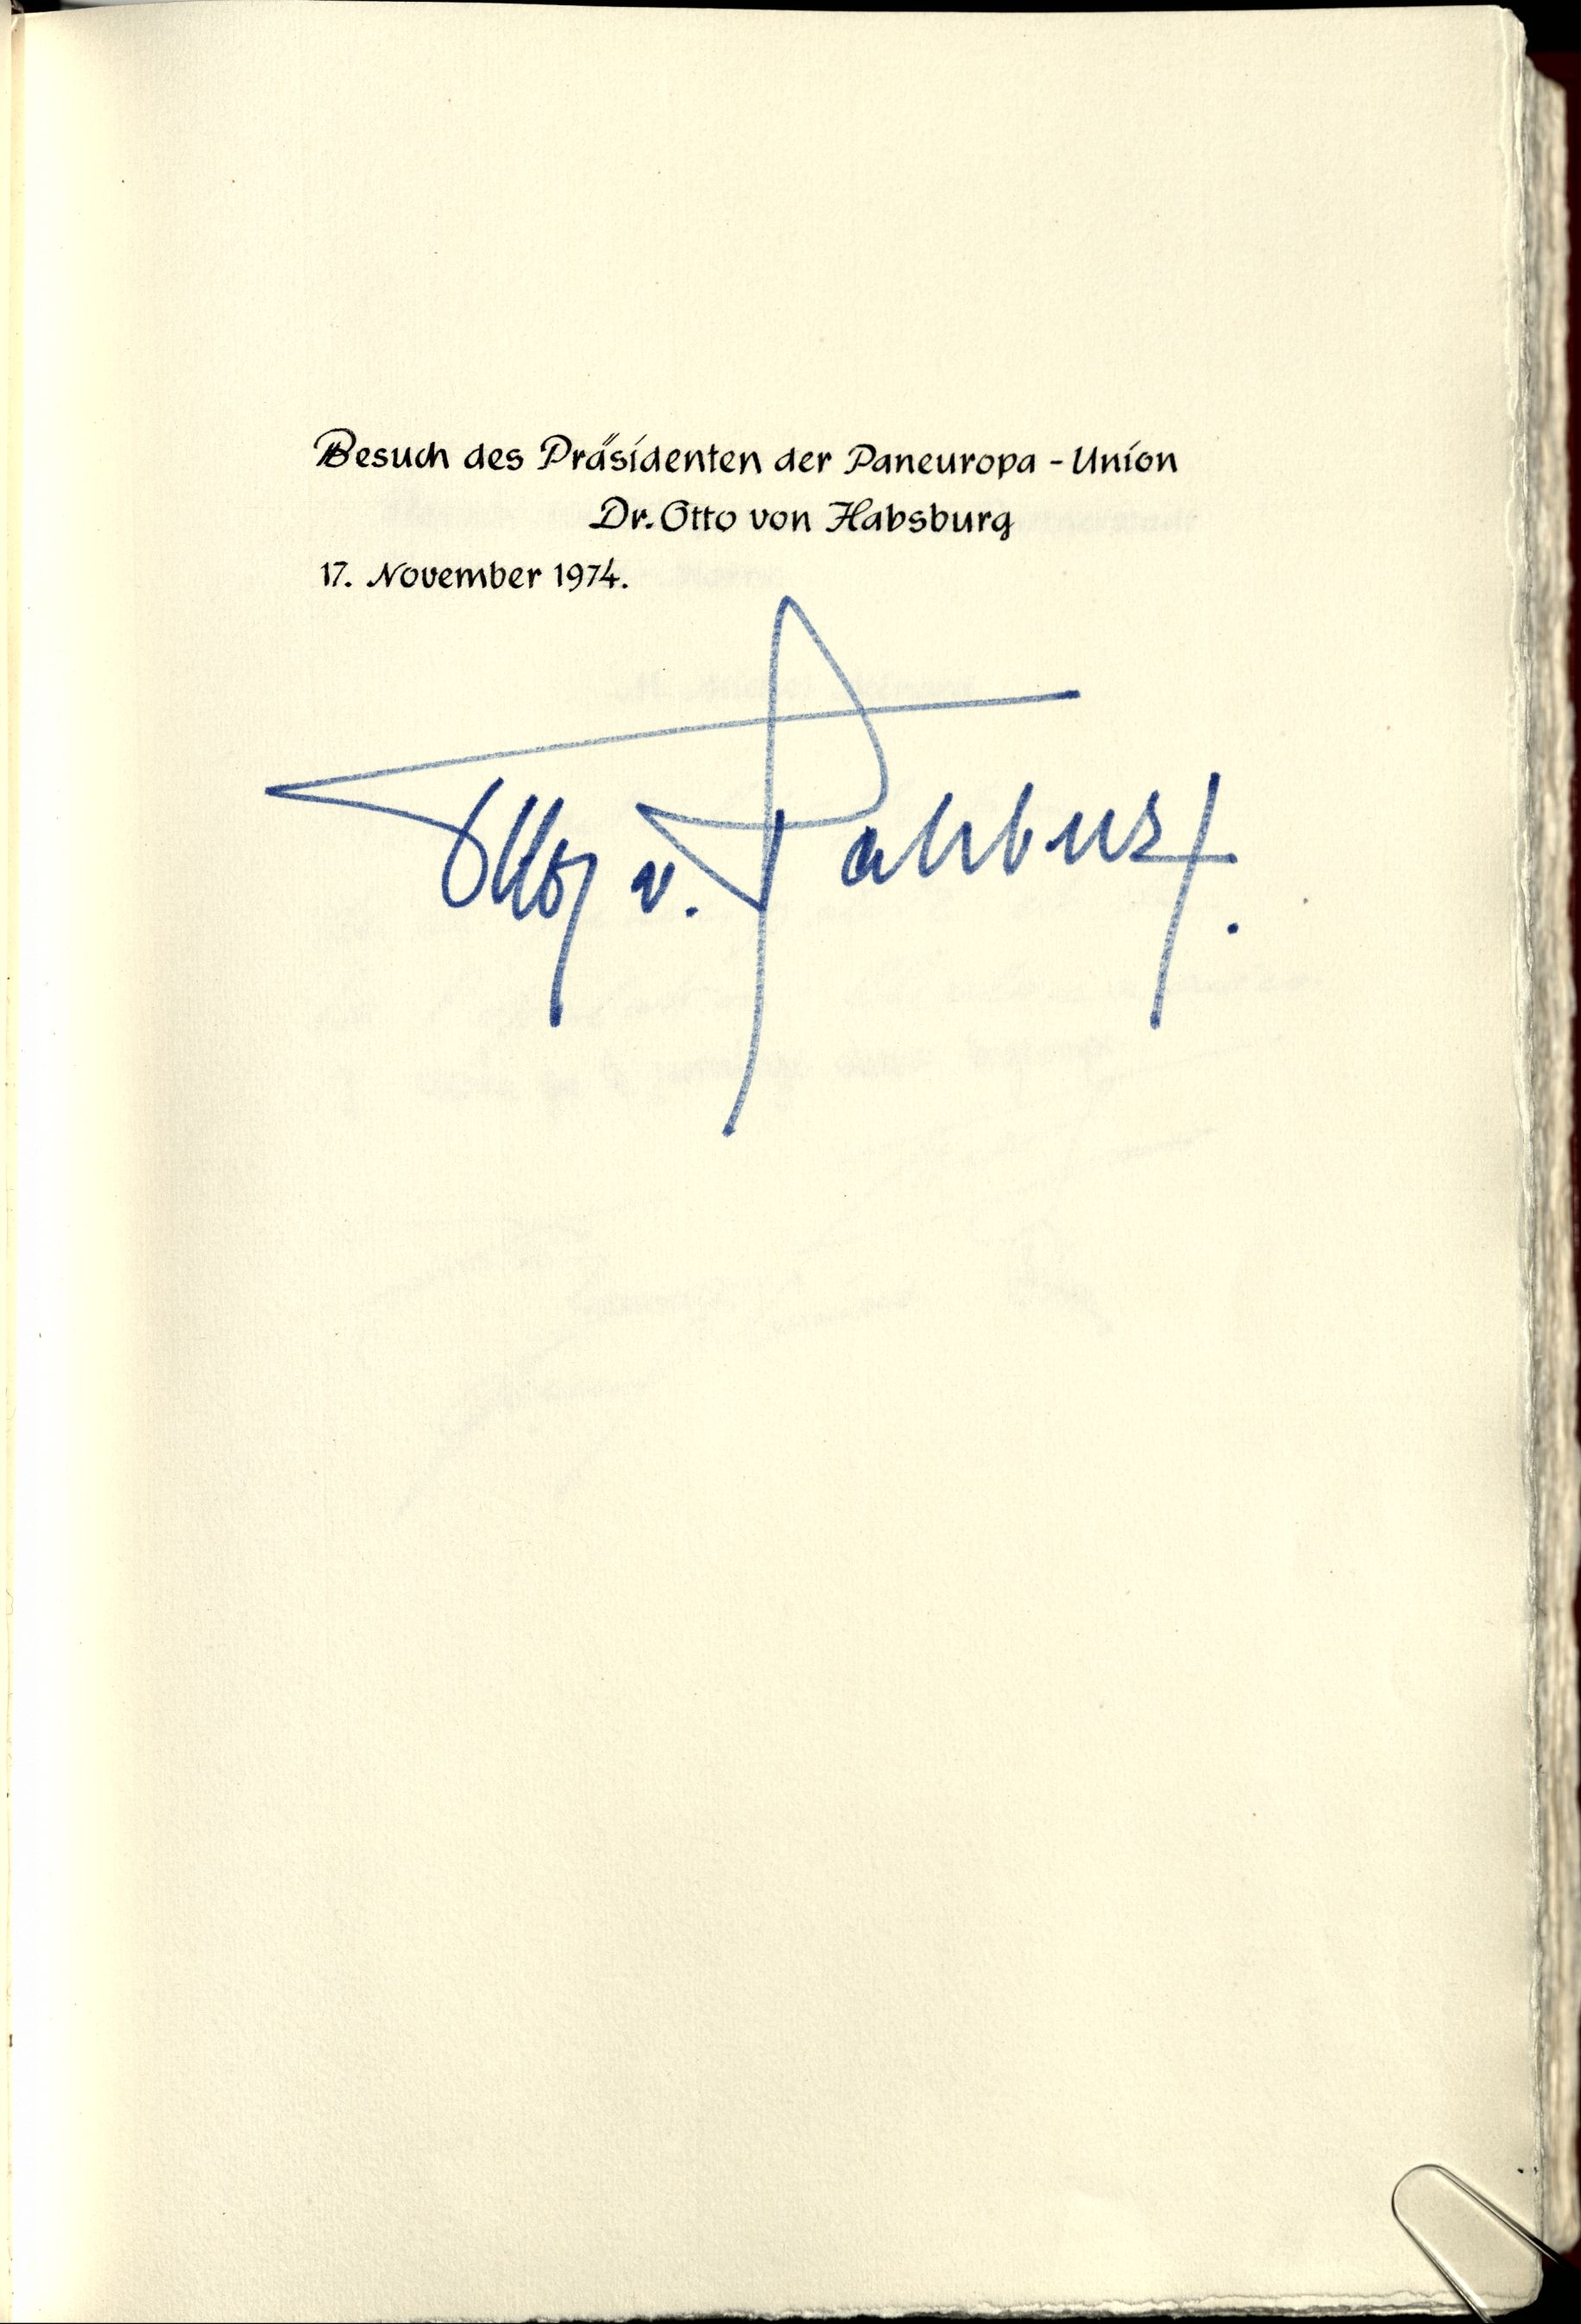 Besuch des Präsidenten der Paneuropa - Union
Dr. Otto von Habsburg
17. November 1974.
Otto v. Habsburg.